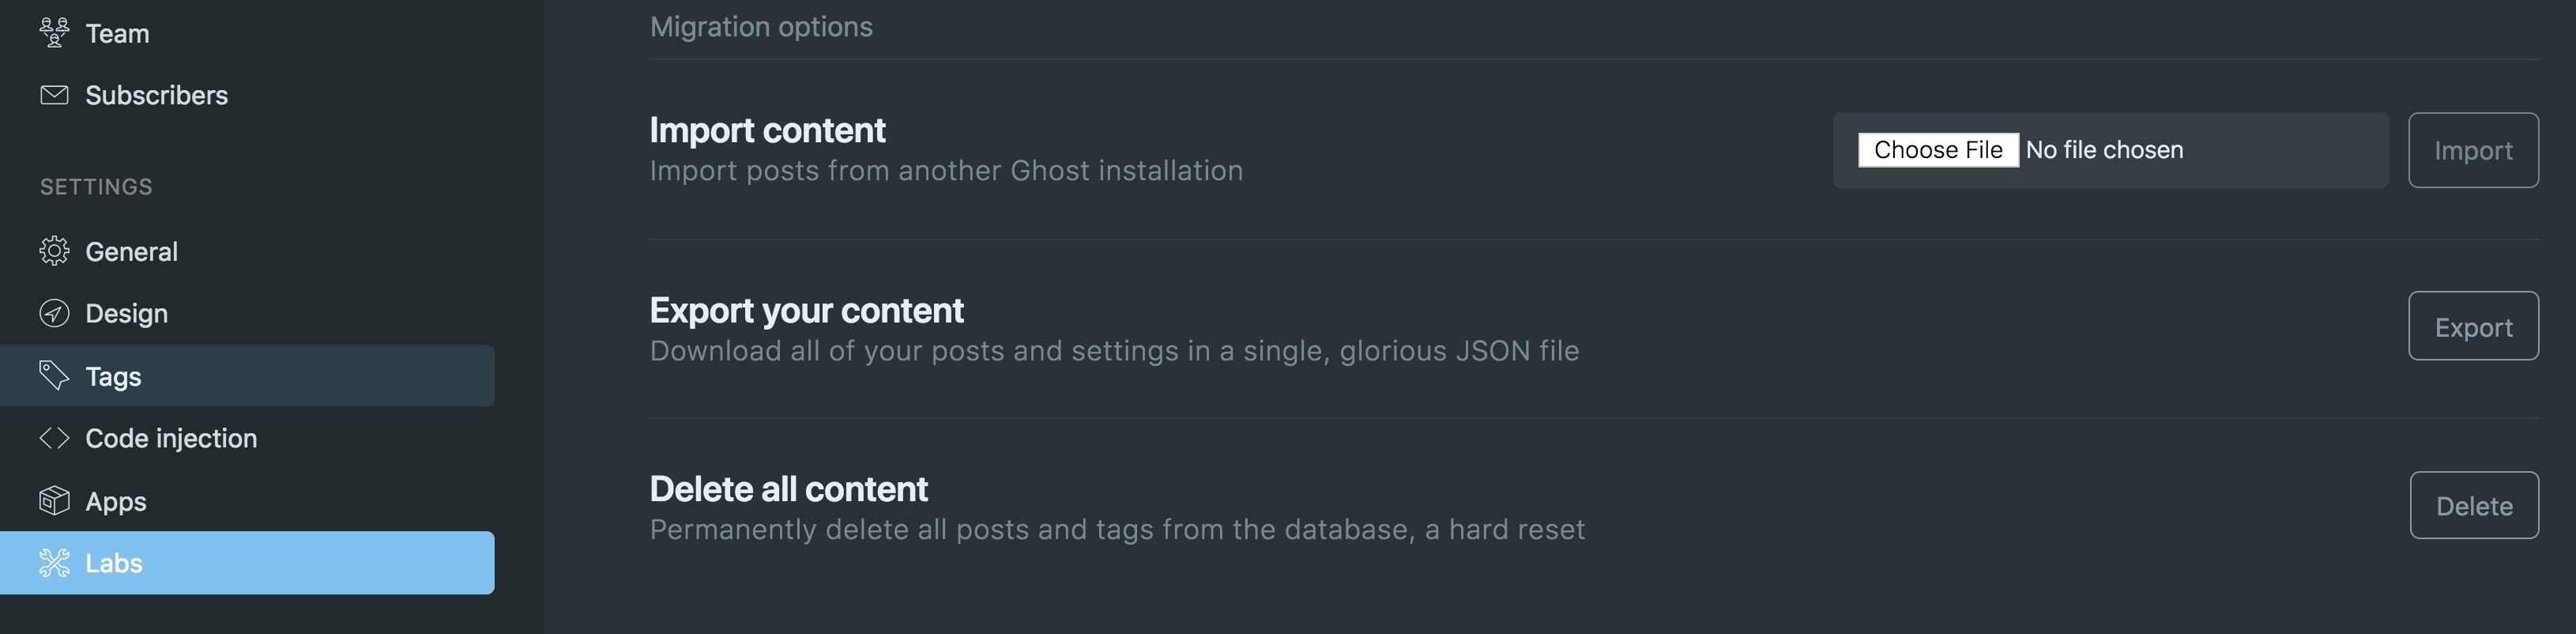 Team
Subscribers
SETTINGS
General
Design
Tags
Code injection
Apps
Labs
Migration options
Import content
Import posts from another Ghost installation
Choose File No file chosen
Import
Export your content
Download all of your posts and settings in a single, glorious JSON file
Export
Delete all content
Permanently delete all posts and tags from the database, a hard reset
Delete